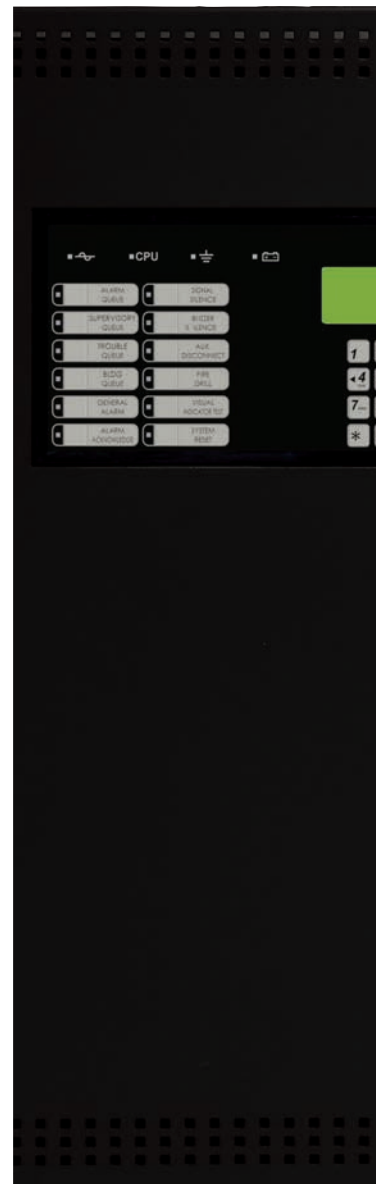 CPU
ALARM
QUEUE
SIGNAL
SILENCE
SUPERVISORY
QUEUE
BUZZER
SILENCE
TROUBLE
QUEUE
AUX
DISCONNECT
BLDG
QUEUE
FIRE
DRILL
GENERAL
ALARM
VISUAL
INDICATOR TEST
ALARM
ACKNOWLEDGE
SYSTEM
RESET
1
4
7
*